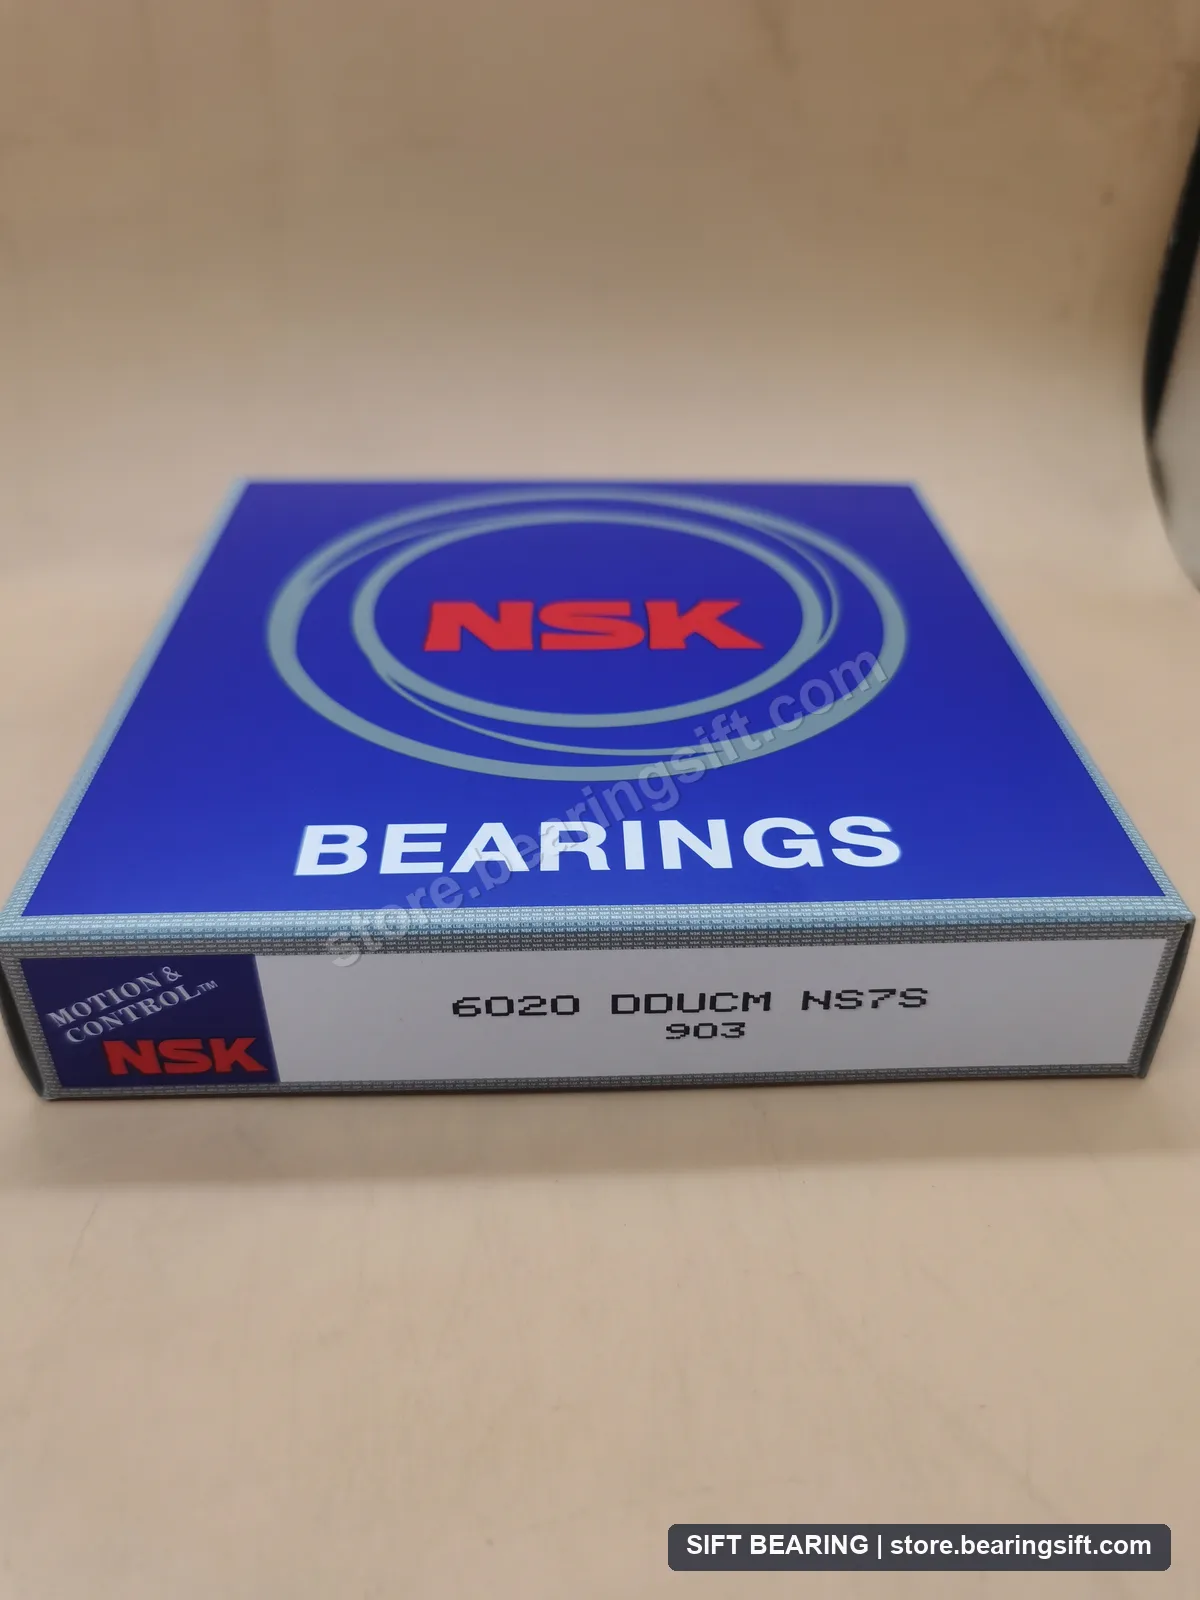 NSK
BEARINGS
store.bearingsift.com
MOTION &
CONTROL™
NSK
6020 DDUCM NS7S
903
SIFT BEARING | store.bearingsift.com